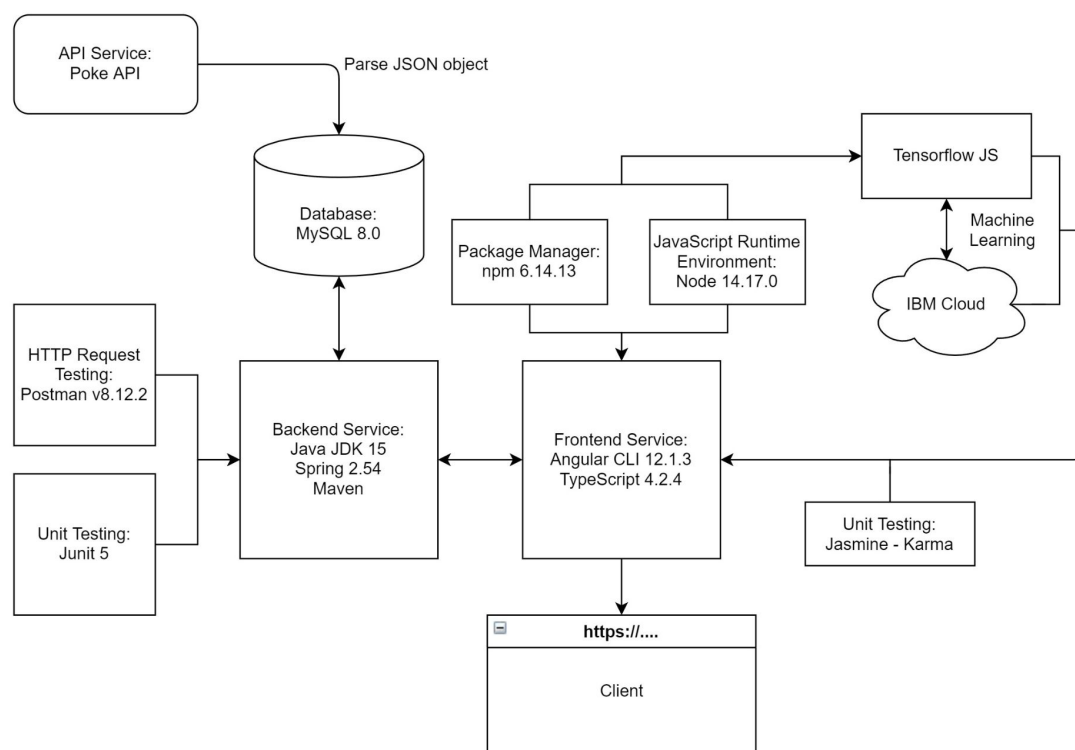 API Service:
Poke API
Parse JSON object
Tensorflow JS
Database:
MySQL 8.0
Package Manager:
npm 6.14.13
JavaScript Runtime
Environment:
Node 14.17.0
Machine
Learning
IBM Cloud
HTTP Request
Testing:
Postman v8.12.2
Backend Service:
Java JDK 15
Spring 2.54
Maven
Frontend Service:
Angular CLI 12.1.3
TypeScript 4.2.4
Unit Testing:
Junit 5
Unit Testing:
Jasmine - Karma
https://....
Client